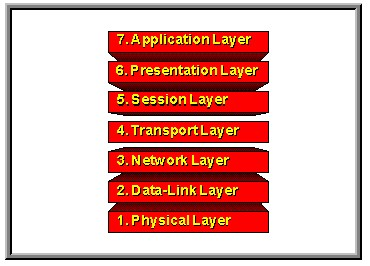 7. Application Layer
6. Presentation Layer
5. Session Layer
4. Transport Layer
3. Network Layer
2. Data-Link Layer
1. Physical Layer